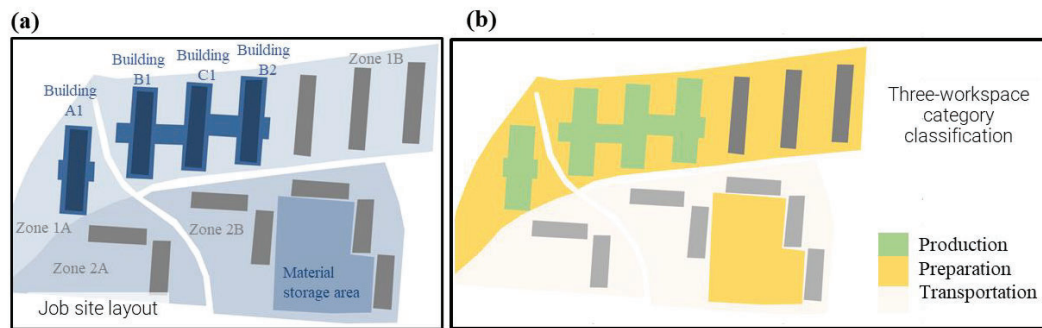 (a)
Building
A1
Building
B1
Building
C1
Building
B2
Zone 1B
Zone 1A
Zone 2B
Zone 2A
Material
storage area
Job site layout
(b)
Three-workspace
category
classification
Production
Preparation
Transportation